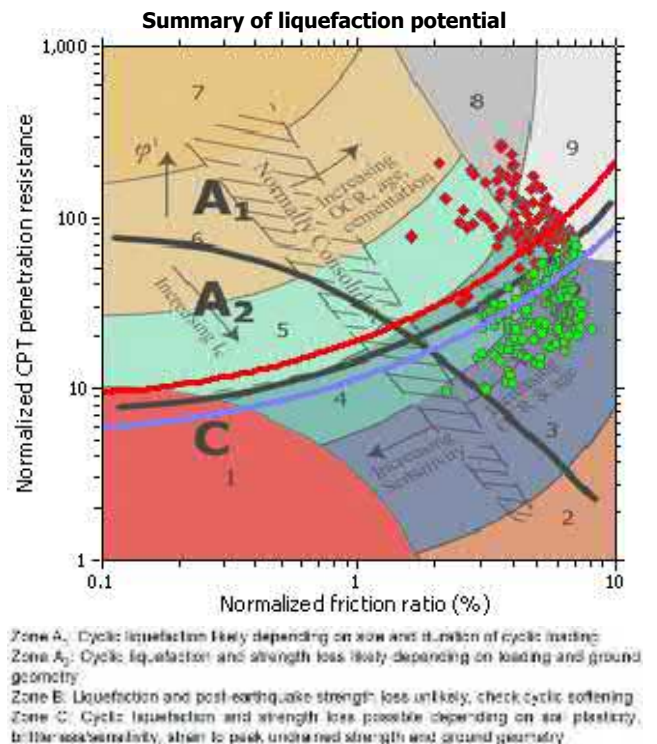 Summary of liquefaction potential
1,000
100
10
1
0.1
1
10
Normalized CPT penetration resistance
Normalized friction ratio (%)
7
8
9
φ'
A1
Increasing
OCR, age,
cementation
Normally Consolid
6
A2
Increasing Ic
5
4
C
1
Increasing
Sensitivity
OCR & age
3
2
Zone A1: Cyclic liquefaction likely depending on size and duration of cyclic loading
Zone A2: Cyclic liquefaction and strength loss likely depending on loading and ground
geometry
Zone B: Liquefaction and post-earthquake strength loss unlikely, check cyclic softening
Zone C: Cyclic liquefaction and strength loss possible depending on soil plasticity,
brittleness/sensitivity, strain to peak undrained strength and ground geometry